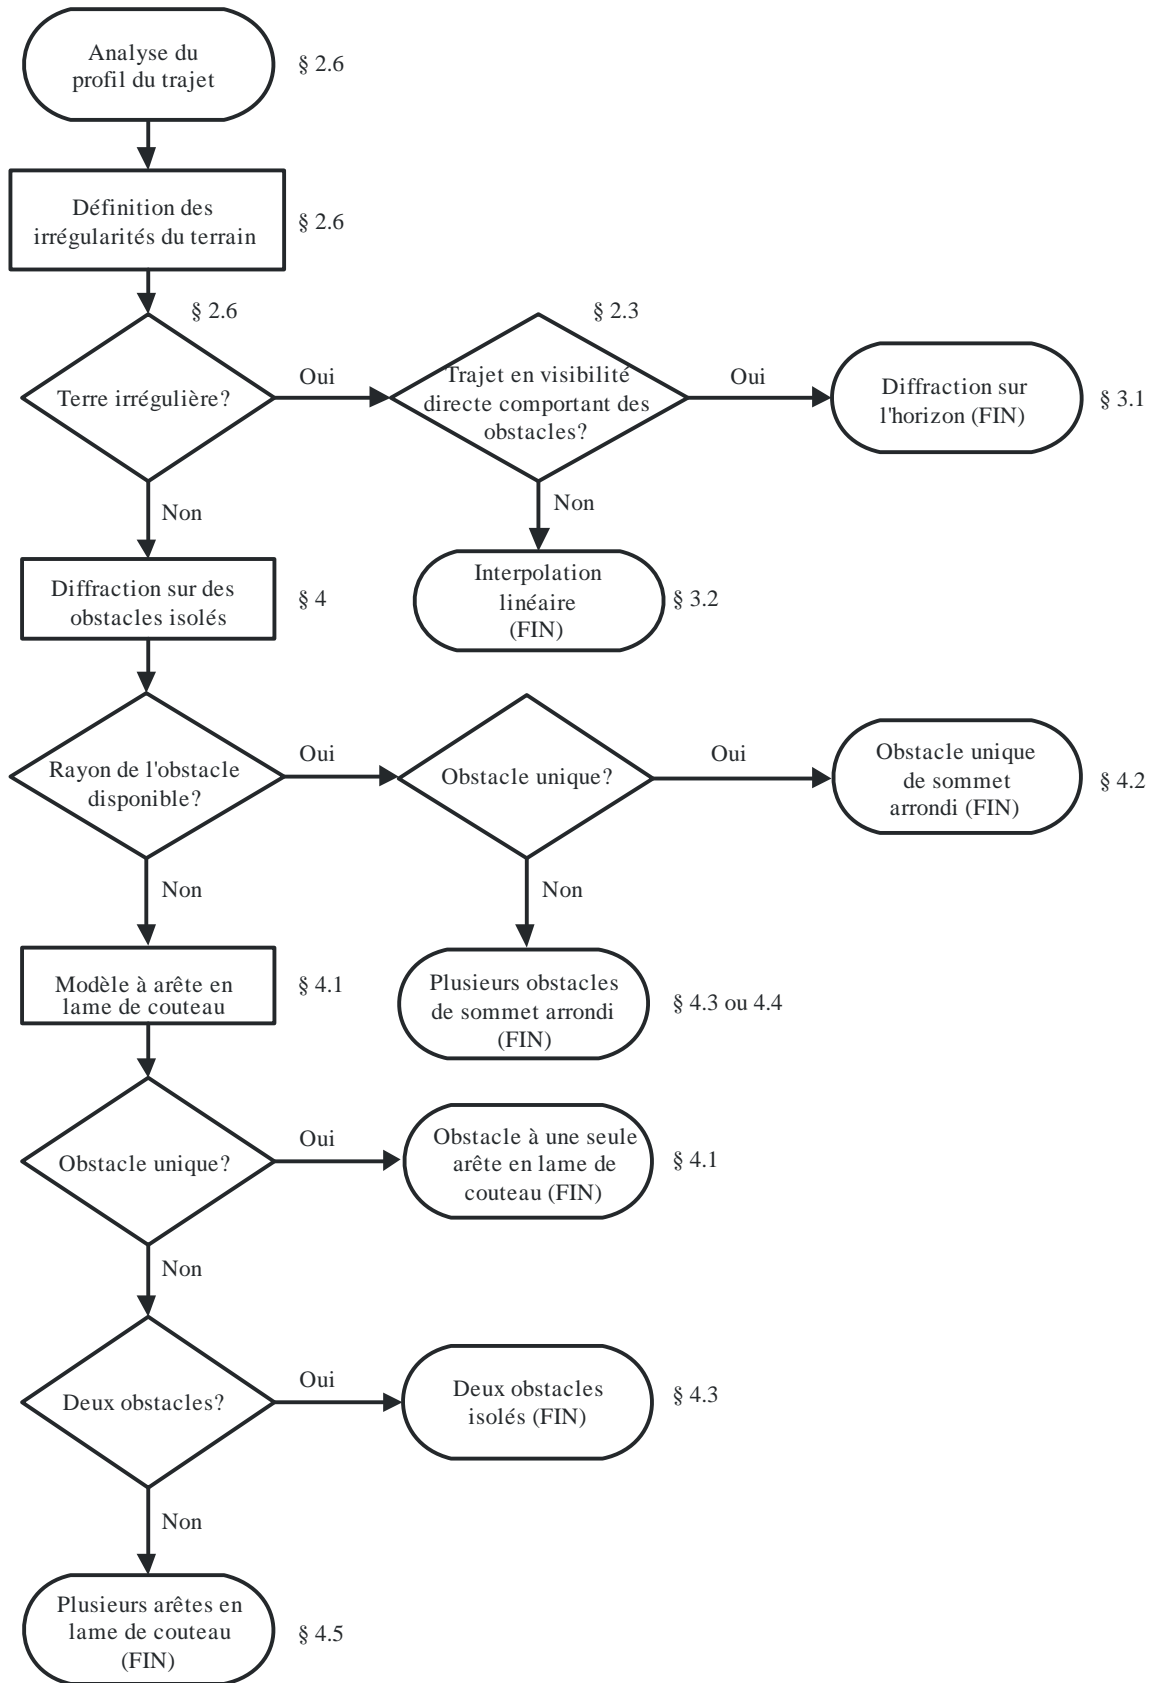 Analyse du
profil du trajet
§ 2.6
Définition des
irrégularités du terrain
§ 2.6
§ 2.6
§ 2.3
Terre irrégulière?
Oui
Trajet en visibilité
directe comportant des
obstacles?
Oui
Diffraction sur
l'horizon (FIN)
§ 3.1
Non
Non
Diffraction sur des
obstacles isolés
§ 4
Interpolation
linéaire
(FIN)
§ 3.2
Rayon de l'obstacle
disponible?
Oui
Obstacle unique?
Oui
Obstacle unique
de sommet
arrondi (FIN)
§ 4.2
Non
Non
Modèle à arête en
lame de couteau
§ 4.1
Plusieurs obstacles
de sommet arrondi
(FIN)
§ 4.3 ou 4.4
Obstacle unique?
Oui
Obstacle à une seule
arête en lame de
couteau (FIN)
§ 4.1
Non
Deux obstacles?
Oui
Deux obstacles
isolés (FIN)
§ 4.3
Non
Plusieurs arêtes en
lame de couteau
(FIN)
§ 4.5